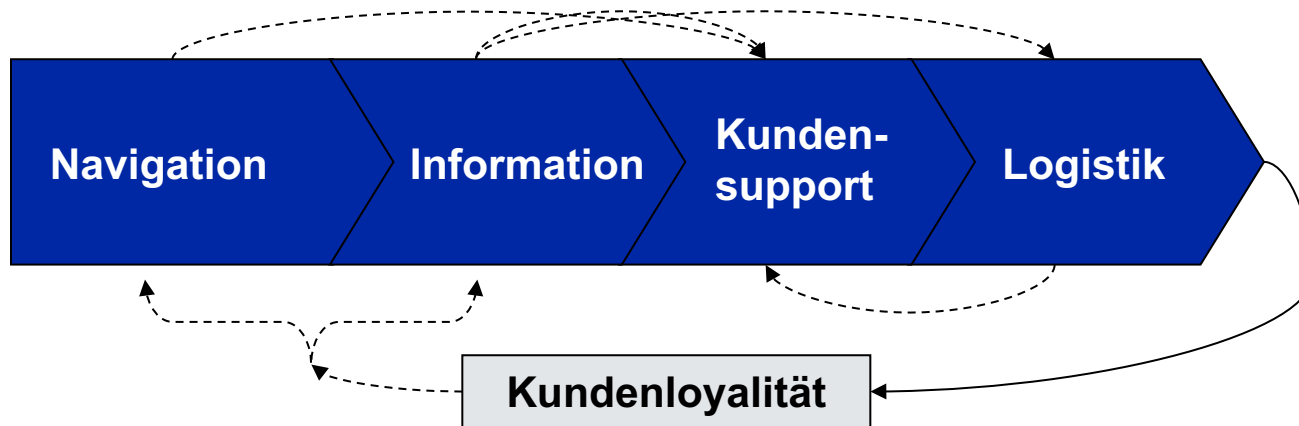 Navigation
Information
Kunden-
support
Logistik
Kundenloyalität